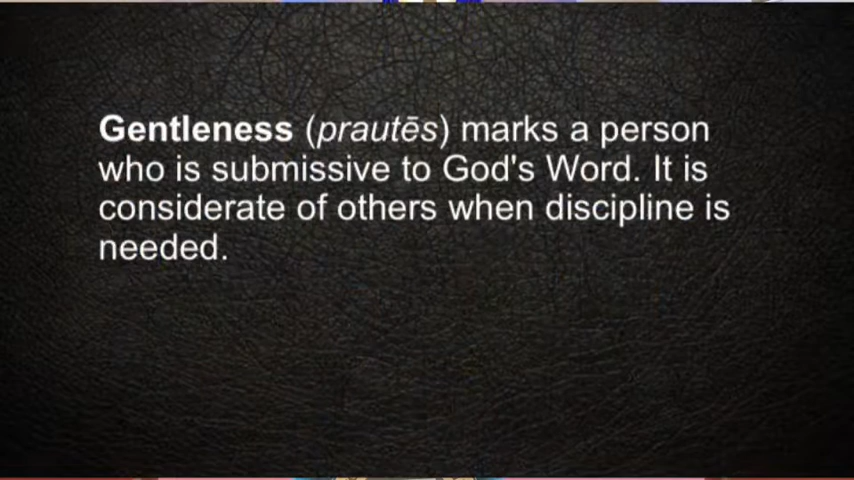 Gentleness (prautēs) marks a person
who is submissive to God's Word. It is
considerate of others when discipline is
needed.